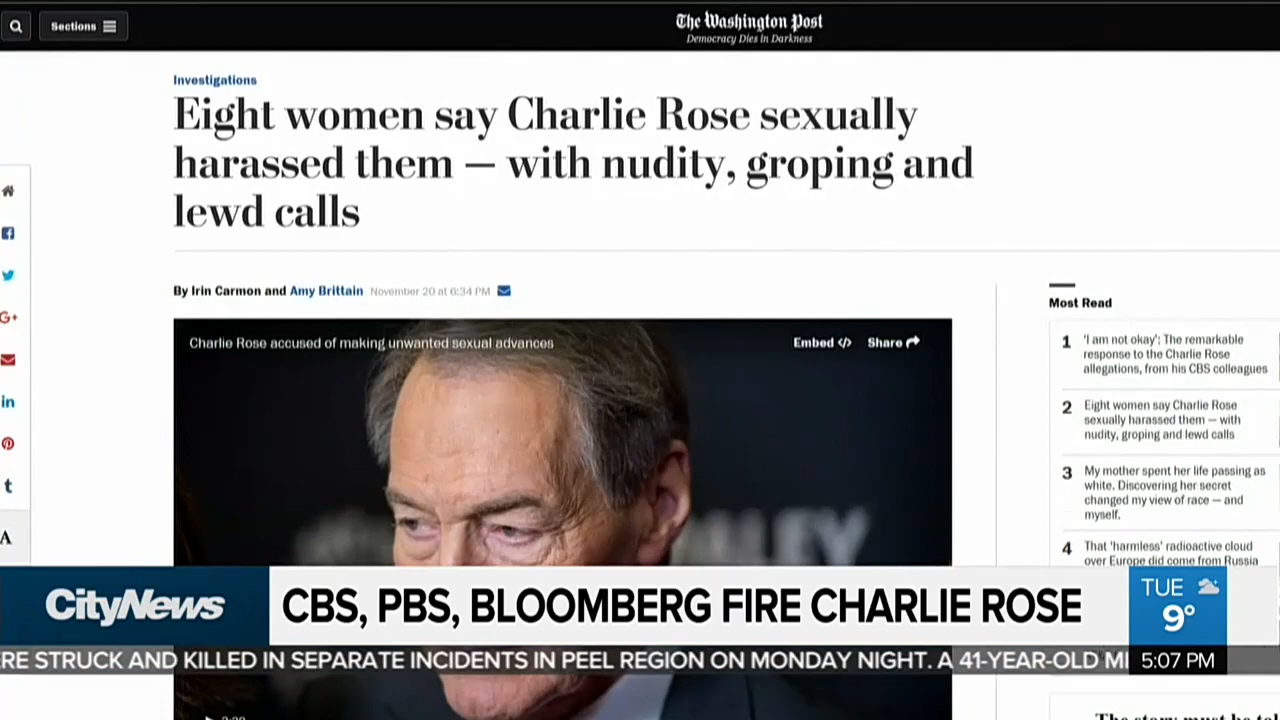 Sections
The Washington Post
Democracy Dies in Darkness
Investigations
Eight women say Charlie Rose sexually
harassed them — with nudity, groping and
lewd calls
By Irin Carmon and Amy Brittain November 20 at 6:34 PM
Charlie Rose accused of making unwanted sexual advances
Embed </> Share
Most Read
1 'I am not okay': The remarkable
response to the Charlie Rose
allegations, from his CBS colleagues
2 Eight women say Charlie Rose
sexually harassed them — with
nudity, groping and lewd calls
3 My mother spent her life passing as
white. Discovering her secret
changed my view of race — and
myself.
4 That 'harmless' radioactive cloud
over Europe did come from Russia
G+
in
t
A
CityNews
CBS, PBS, BLOOMBERG FIRE CHARLIE ROSE
TUE
9°
RE STRUCK AND KILLED IN SEPARATE INCIDENTS IN PEEL REGION ON MONDAY NIGHT. A 41-YEAR-OLD M
5:07 PM